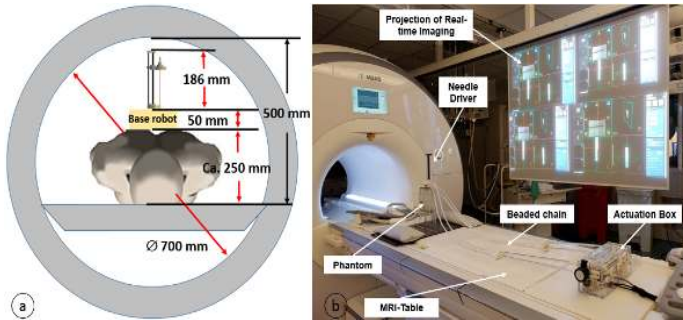 186 mm
500 mm
Base robot
50 mm
Ca. 250 mm
∅ 700 mm
a
Projection of Real-
time Imaging
Needle
Driver
Beaded chain
Actuation Box
Phantom
MRI-Table
b